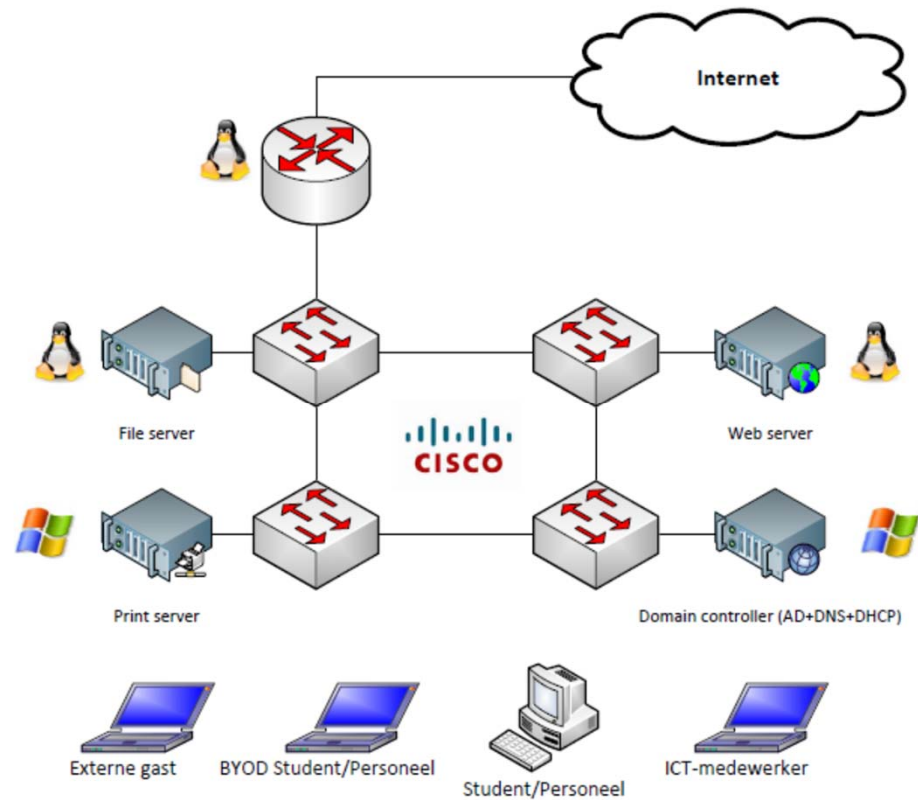 Internet
File server
Web server
CISCO
Print server
Domain controller (AD+DNS+DHCP)
Externe gast
BYOD Student/Personeel
Student/Personeel
ICT-medewerker